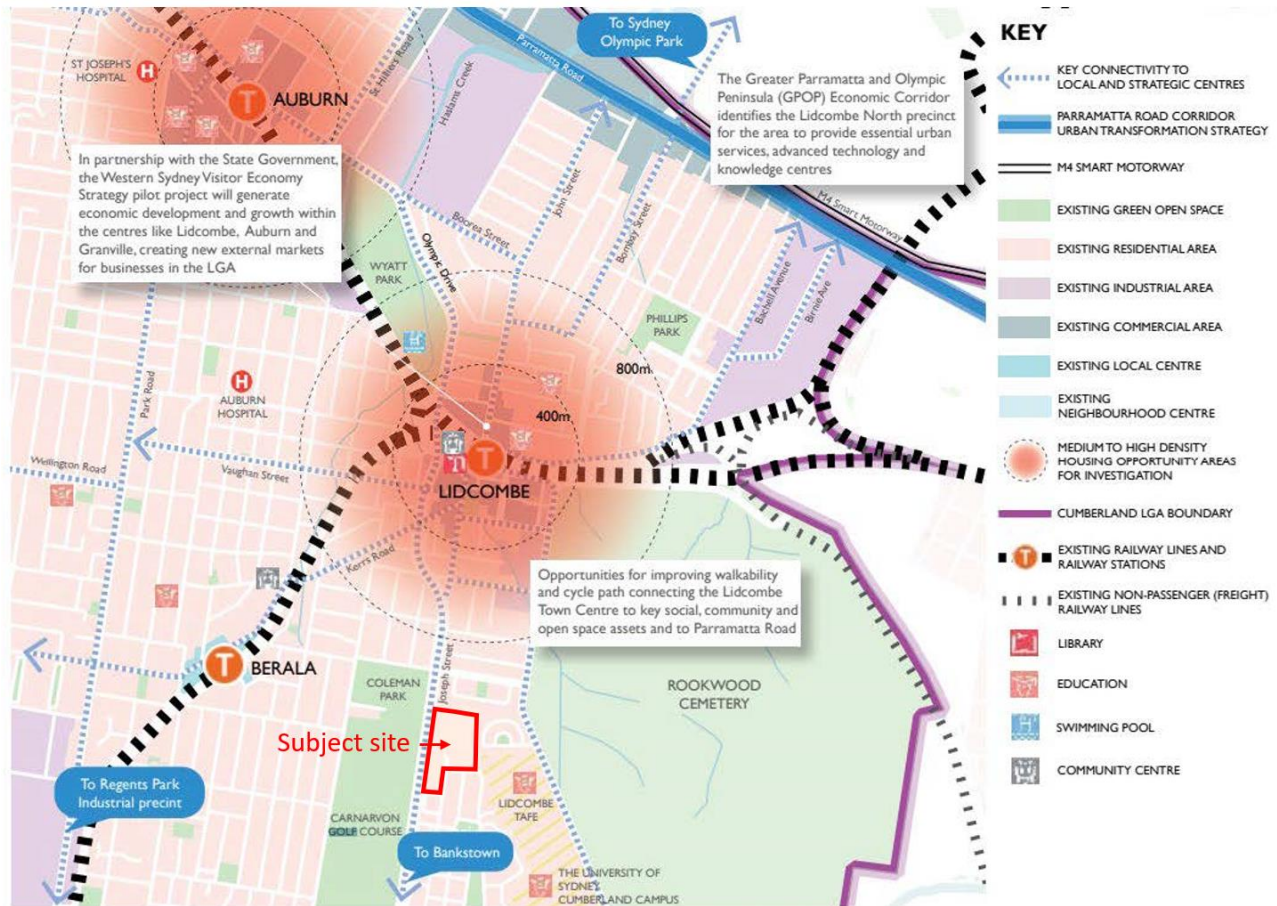 To Sydney
Olympic Park
ST JOSEPH'S
HOSPITAL
H
T
AUBURN
St Hilliers Road
Haslams Creek
Parramatta Road
The Greater Parramatta and Olympic
Peninsula (GPOP) Economic Corridor
identifies the Lidcombe North precinct
for the area to provide essential urban
services, advanced technology and
knowledge centres
In partnership with the State Government,
the Western Sydney Visitor Economy
Strategy pilot project will generate
economic development and growth within
the centres like Lidcombe, Auburn and
Granville, creating new external markets
for businesses in the LGA
Boorea Street
John Street
Bombay Street
M4 Smart Motorway
Olympic Drive
WYATT
PARK
Bachell Avenue
Birnie Ave
PHILLIPS
PARK
800m
400m
Park Road
H
AUBURN
HOSPITAL
Wellington Road
Vaughan Street
T
LIDCOMBE
Kerrs Road
Opportunities for improving walkability
and cycle path connecting the Lidcombe
Town Centre to key social, community and
open space assets and to Parramatta Road
T
BERALA
COLEMAN
PARK
Joseph Street
ROOKWOOD
CEMETERY
Subject site
To Regents Park
Industrial precint
LIDCOMBE
TAFE
CARNARVON
GOLF COURSE
To Bankstown
THE UNIVERSITY OF
SYDNEY
CUMBERLAND CAMPUS
KEY
KEY CONNECTIVITY TO
LOCAL AND STRATEGIC CENTRES
PARRAMATTA ROAD CORRIDOR
URBAN TRANSFORMATION STRATEGY
M4 SMART MOTORWAY
EXISTING GREEN OPEN SPACE
EXISTING RESIDENTIAL AREA
EXISTING INDUSTRIAL AREA
EXISTING COMMERCIAL AREA
EXISTING LOCAL CENTRE
EXISTING
NEIGHBOURHOOD CENTRE
MEDIUM TO HIGH DENSITY
HOUSING OPPORTUNITY AREAS
FOR INVESTIGATION
CUMBERLAND LGA BOUNDARY
T
EXISTING RAILWAY LINES AND
RAILWAY STATIONS
EXISTING NON-PASSENGER (FREIGHT)
RAILWAY LINES
LIBRARY
EDUCATION
SWIMMING POOL
COMMUNITY CENTRE